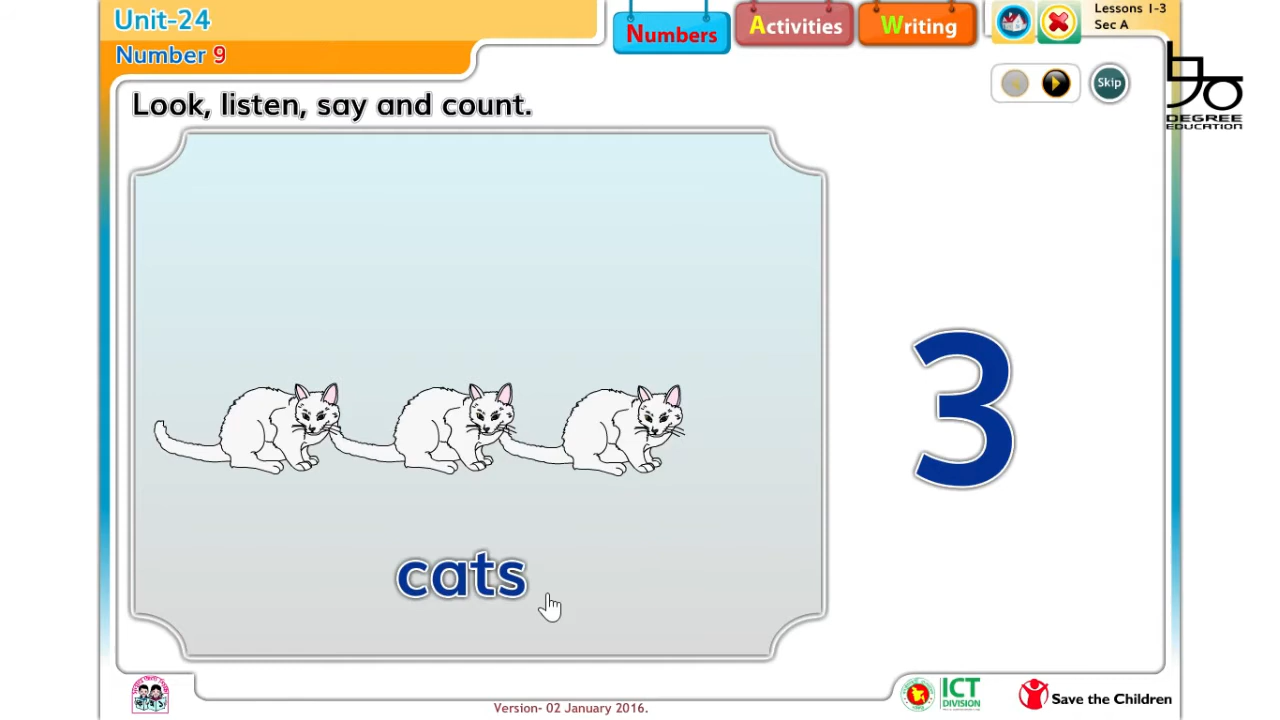 Unit-24
Number 9
Numbers
Activities
Writing
Lessons 1-3
Sec A
Skip
DEGREE
EDUCATION
Look, listen, say and count.
3
cats
Version- 02 January 2016.
ICT
DIVISION
Save the Children